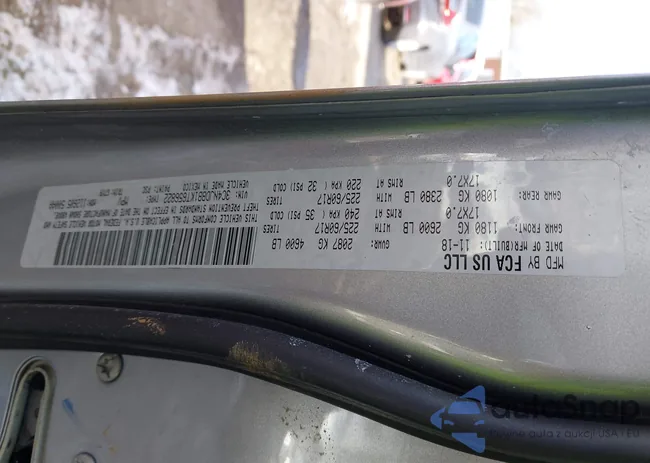 MFD BY FCA US LLC
DATE OF MFR(BUILT): 11-18 GVWR: 2087 KG 4600 LB
GAWR FRONT: 1180 KG 2600 LB WITH 225/60R17 TIRES
17X7.0 RIMS AT 240 KPA ( 35 PSI) COLD
GAWR REAR: 1080 KG 2380 LB WITH 225/60R17 TIRES
17X7.0 RIMS AT 220 KPA ( 32 PSI) COLD
THIS VEHICLE CONFORMS TO ALL APPLICABLE U.S.A. FEDERAL MOTOR VEHICLE SAFETY AND
THEFT PREVENTION STANDARDS IN EFFECT ON THE DATE OF MANUFACTURE SHOWN ABOVE.
VIN: MPV
VEHICLE MADE IN MEXICO
autoSnap